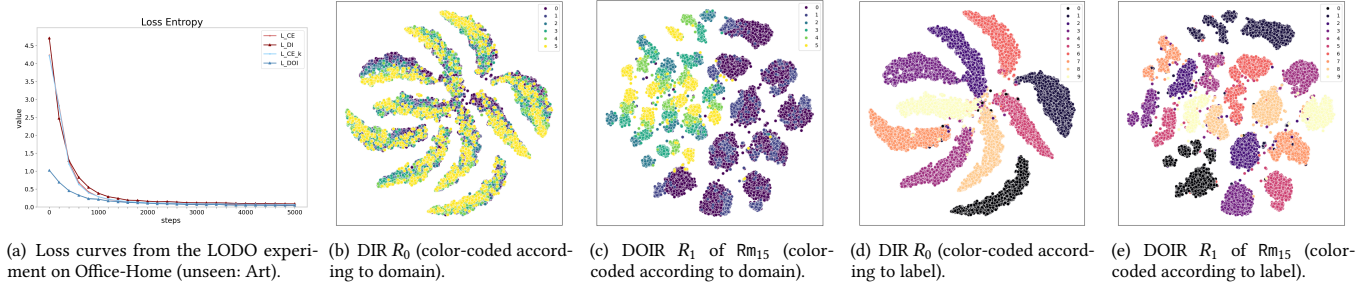 Loss Entropy
L_CE
L_DI
L_CE_k
L_DOI
value
4.5
4.0
3.5
3.0
2.5
2.0
1.5
1.0
0.5
0.0
0 1000 2000 3000 4000 5000
steps
0
1
2
3
4
5
0
1
2
3
4
5
0
1
2
3
4
5
6
7
8
9
0
1
2
3
4
5
6
7
8
9
(a) Loss curves from the LODO experi-
ment on Office-Home (unseen: Art).
(b) DIR R0 (color-coded accord-
ing to domain).
(c) DOIR R1 of Rm15 (color-
coded according to domain).
(d) DIR R0 (color-coded accord-
ing to label).
(e) DOIR R1 of Rm15 (color-
coded according to label).